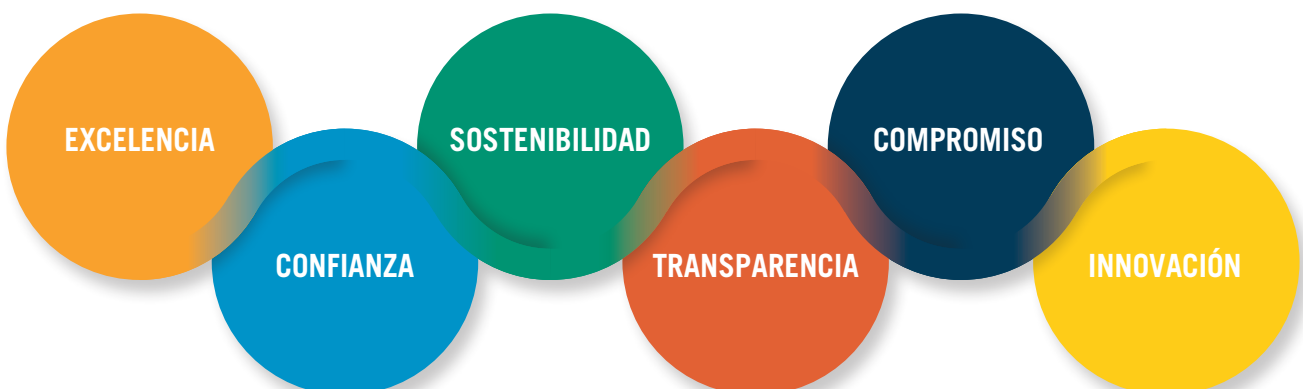 EXCELENCIA
CONFIANZA
SOSTENIBILIDAD
TRANSPARENCIA
COMPROMISO
INNOVACIÓN